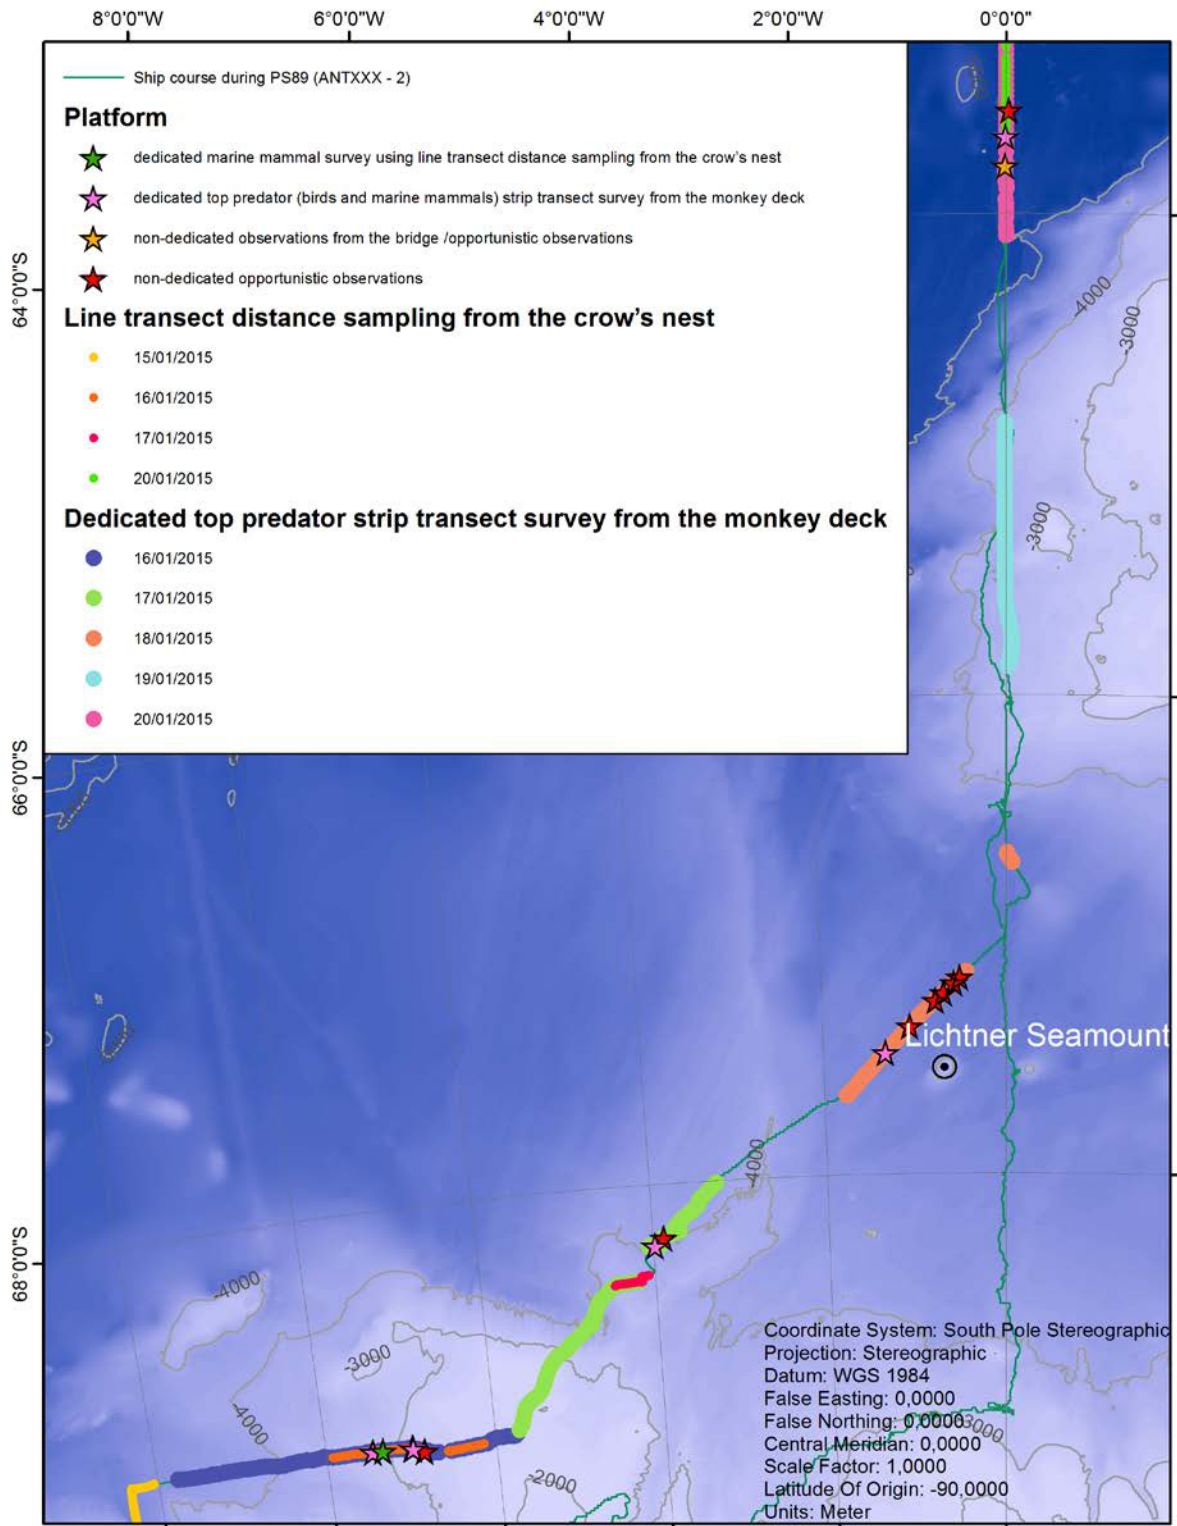 8°0'0"W 6°0'0"W 4°0'0"W 2°0'0"W 0°0'0"
Ship course during PS89 (ANTXXX - 2)
Platform
dedicated marine mammal survey using line transect distance sampling from the crow's nest
dedicated top predator (birds and marine mammals) strip transect survey from the monkey deck
non-dedicated observations from the bridge /opportunistic observations
non-dedicated opportunistic observations
Line transect distance sampling from the crow's nest
15/01/2015
16/01/2015
17/01/2015
20/01/2015
Dedicated top predator strip transect survey from the monkey deck
16/01/2015
17/01/2015
18/01/2015
19/01/2015
20/01/2015
64°0'0"S
66°0'0"S
68°0'0"S
-4000
-3000
-3000
Lichtner Seamount
-4000
-4000
-3000
-4000
-2000
-3000
Coordinate System: South Pole Stereographic
Projection: Stereographic
Datum: WGS 1984
False Easting: 0,0000
False Northing: 0,0000
Central Meridian: 0,0000
Scale Factor: 1,0000
Latitude Of Origin: -90,0000
Units: Meter